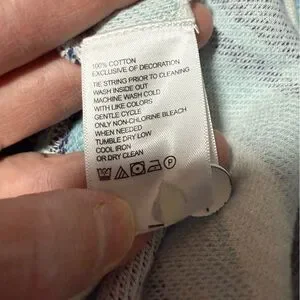 100% COTTON
EXCLUSIVE OF DECORATION
TIE STRING PRIOR TO CLEANING
WASH INSIDE OUT
MACHINE WASH COLD
WITH LIKE COLORS
GENTLE CYCLE
ONLY NON-CHLORINE BLEACH
WHEN NEEDED
TUMBLE DRY LOW
COOL IRON
OR DRY CLEAN
P